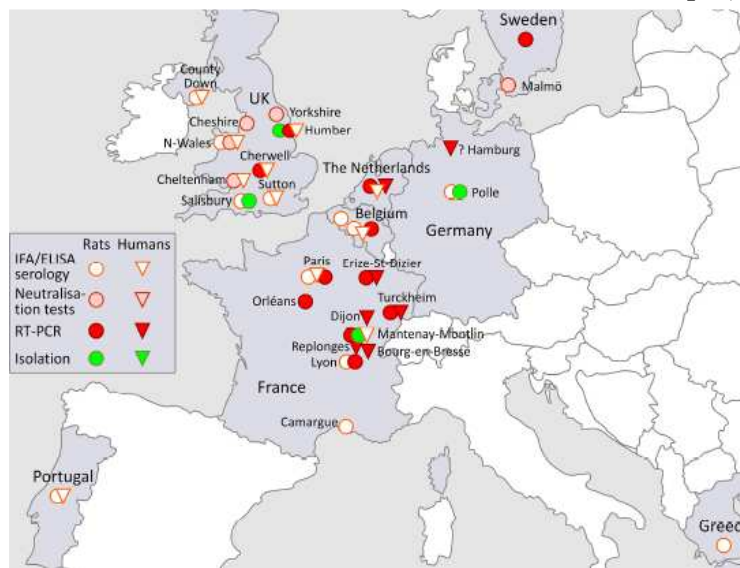 Sweden
County
Down
UK
Yorkshire
Malmö
Cheshire
Humber
N-Wales
? Hamburg
Cherwell
The Netherlands
Cheltenham
Sutton
Salisbury
Polle
Belgium
Germany
Rats Humans
IFA/ELISA
serology
Neutralisa-
tion tests
RT-PCR
Isolation
Paris
Erize-St-Dizier
Orléans
Turckheim
Dijon
Mantenay-Montlin
Replonges
Bourg-en-Bresse
Lyon
France
Camargue
Portugal
Greec